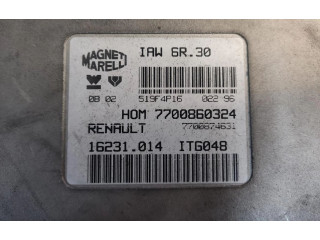 MAGNETI MARELLI
IAW 6R.30
08 02 519F4P16 022 96
HOM 7700860324
RENAULT 7700874631
16231.014 ITG048